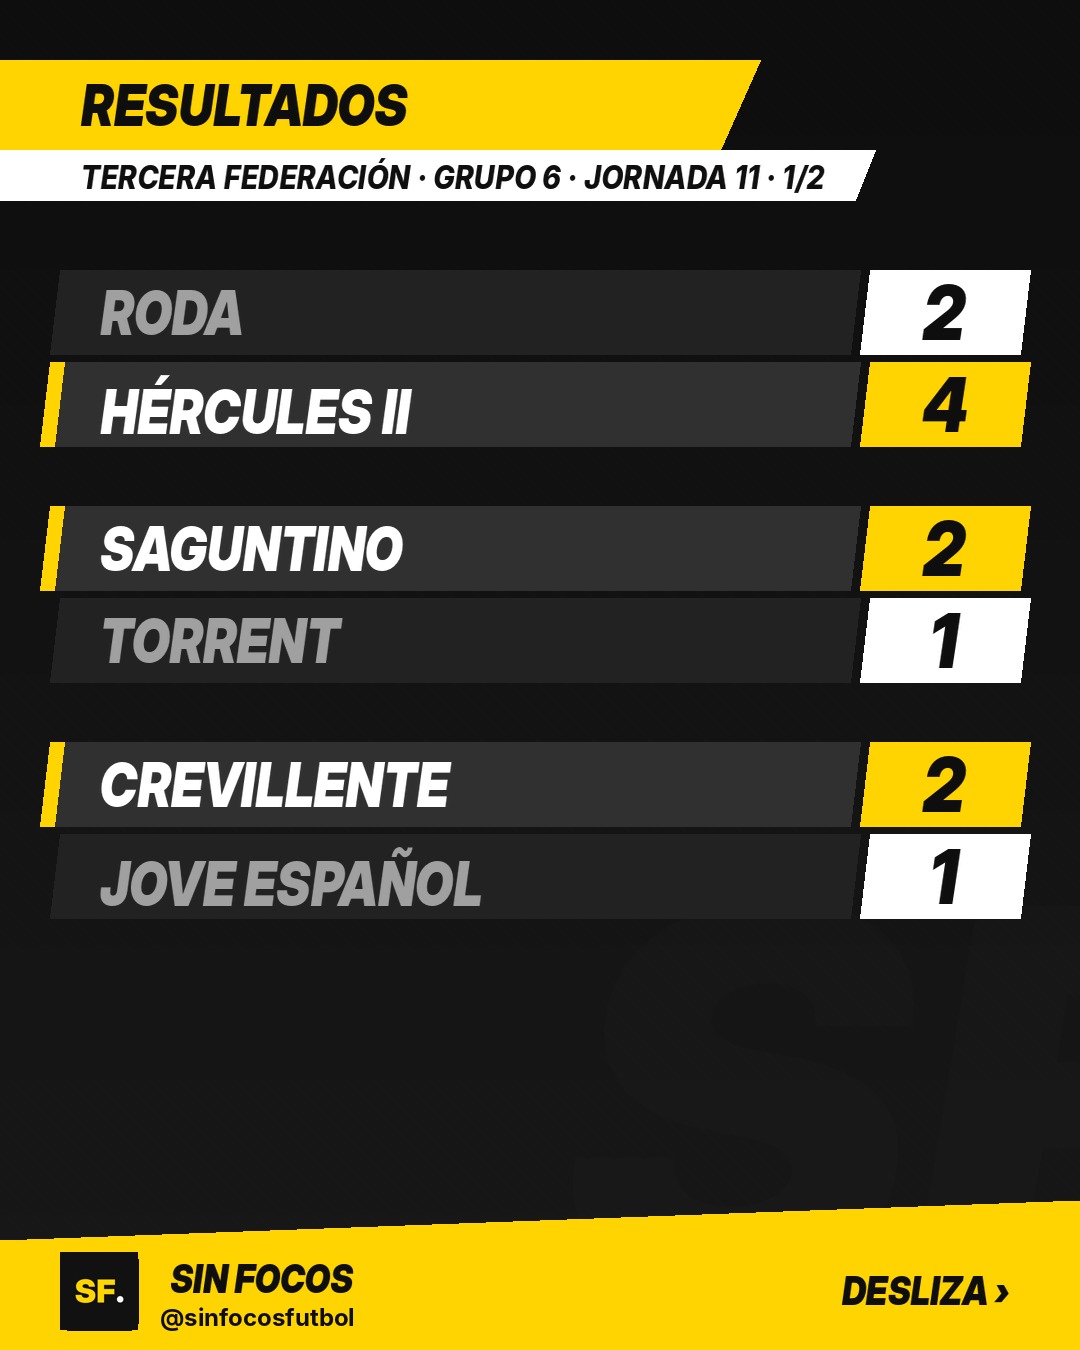 RESULTADOS
TERCERA FEDERACIÓN · GRUPO 6 · JORNADA 11 · 1/2
RODA 2
HÉRCULES II 4
SAGUNTINO 2
TORRENT 1
CREVILLENTE 2
JOVE ESPAÑOL 1
SF
SF.
SIN FOCOS
@sinfocosfutbol
DESLIZA ›